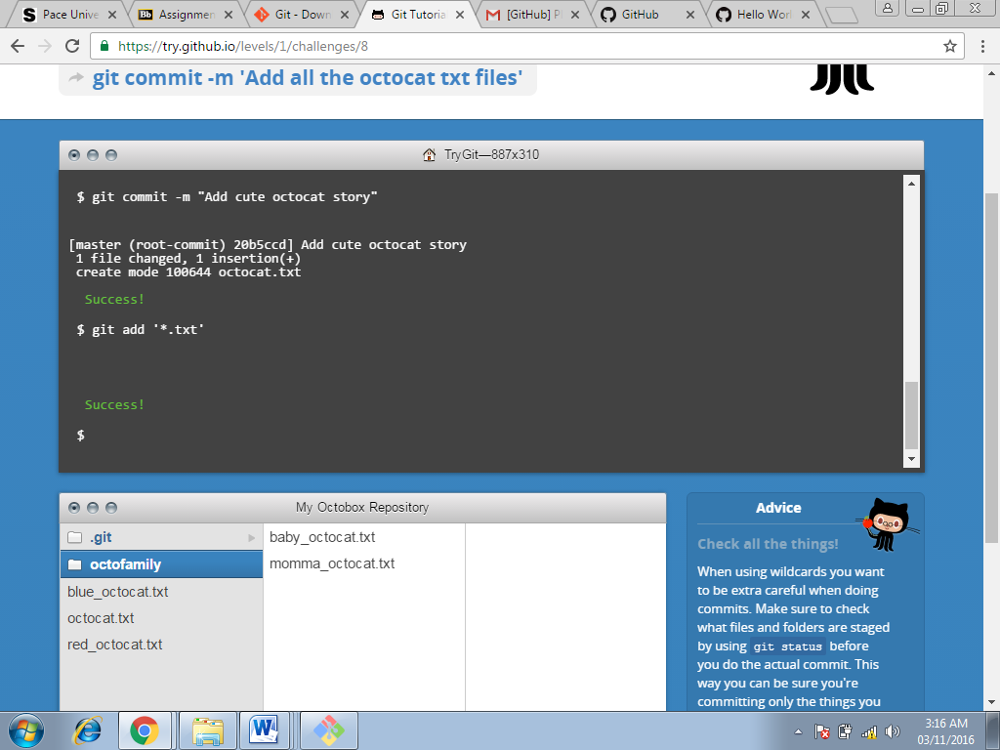 Pace Unive
Assignmen
Git - Down
Git Tutoria
[GitHub] Pl
GitHub
Hello Worl
https://try.github.io/levels/1/challenges/8
git commit -m 'Add all the octocat txt files'
TryGit—887x310
$ git commit -m "Add cute octocat story"
[master (root-commit) 20b5ccd] Add cute octocat story
1 file changed, 1 insertion(+)
create mode 100644 octocat.txt
Success!
$ git add '*.txt'
Success!
$
My Octobox Repository
.git
octofamily
blue_octocat.txt
octocat.txt
red_octocat.txt
baby_octocat.txt
momma_octocat.txt
Advice
Check all the things!
When using wildcards you want
to be extra careful when doing
commits. Make sure to check
what files and folders are staged
by using git status before
you do the actual commit. This
way you can be sure you're
committing only the things you
3:16 AM
03/11/2016